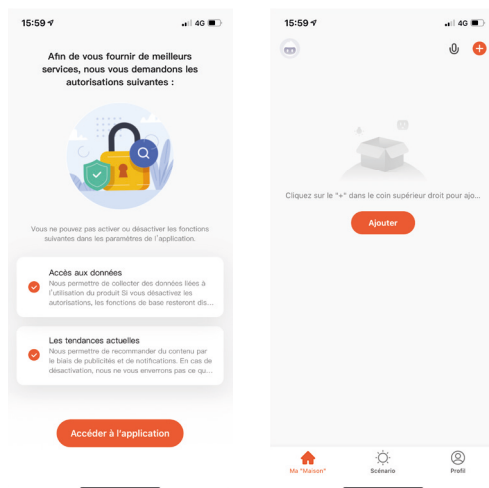 15:59
4G
Afin de vous fournir de meilleurs
services, nous vous demandons les
autorisations suivantes :
Vous ne pouvez pas activer ou désactiver les fonctions
suivantes dans les paramètres de l'application.
Accès aux données
Nous permettre de collecter des données liées à
l'utilisation du produit Si vous désactivez les
autorisations, les fonctions de base resteront dis...
Les tendances actuelles
Nous permettre de recommander du contenu par
le biais de publicités et de notifications. En cas de
désactivation, nous ne vous enverrons pas ce qu...
Accéder à l'application
15:59
4G
Cliquez sur le "+" dans le coin supérieur droit pour ajo...
Ajouter
Ma "Maison"
Scénario
Profil